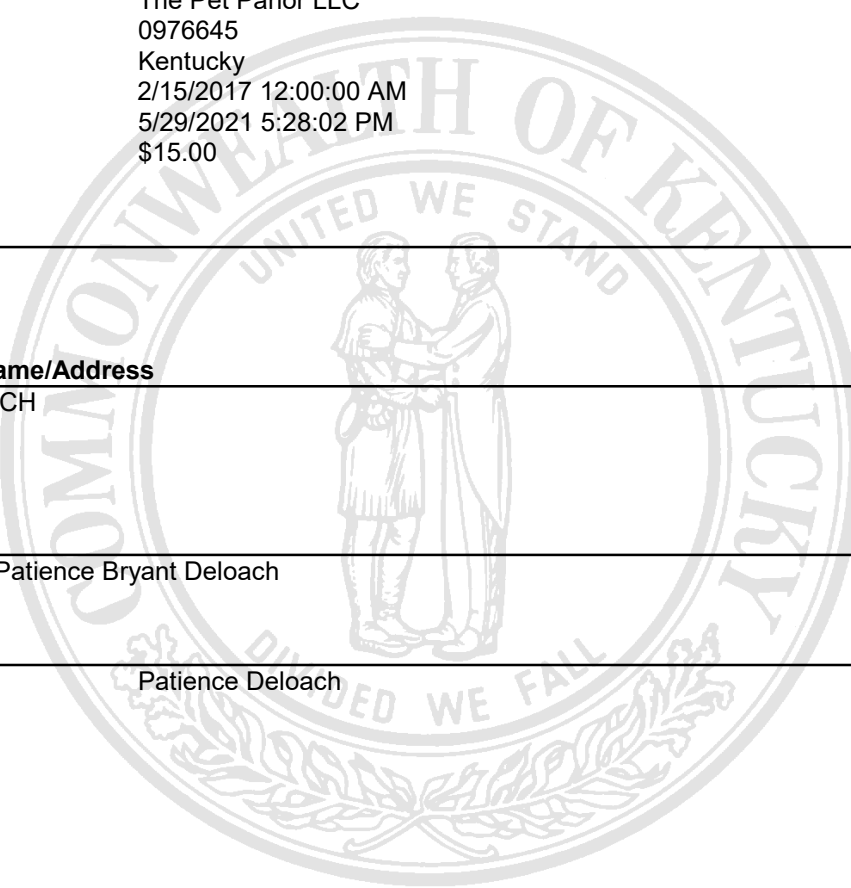 The Pet Parlor LLC
0976645
Kentucky
2/15/2017 12:00:00 AM
5/29/2021 5:28:02 PM
$15.00
COMMONWEALTH OF KENTUCKY
UNITED WE STAND
ame/Address
CH
Patience Bryant Deloach
Patience Deloach
DIVIDED WE FALL